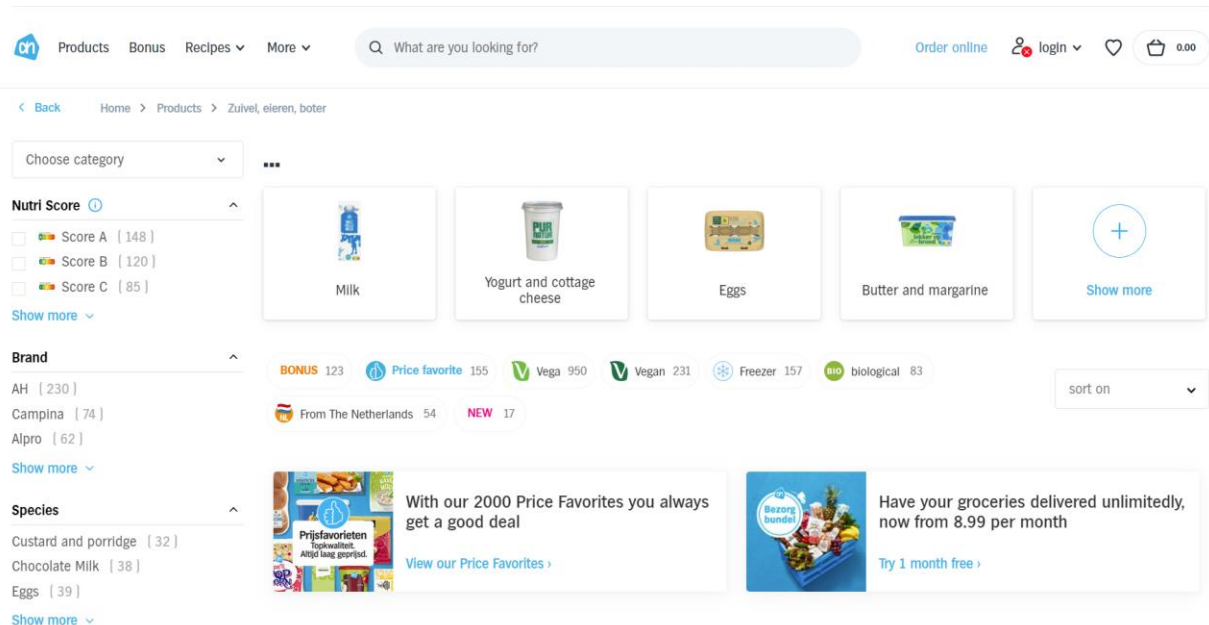 Products Bonus Recipes More What are you looking for? Order online login 0.00
Back Home > Products > Zuivel, eieren, boter
Choose category
...
Nutri Score
Score A [ 148 ]
Score B [ 120 ]
Score C [ 85 ]
Show more
Brand
AH [ 230 ]
Campina [ 74 ]
Alpro [ 62 ]
Show more
Species
Custard and porridge [ 32 ]
Chocolate Milk [ 38 ]
Eggs [ 39 ]
Show more
PUR
NATUR
Milk
Yogurt and cottage
cheese
Eggs
Butter and margarine
Show more
BONUS 123 Price favorite 155 Vega 950 Vegan 231 Freezer 157 BIO biological 83
NL From The Netherlands 54 NEW 17
sort on
Prijsfavorieten
Topkwaliteit.
Altijd laag geprijsd.
With our 2000 Price Favorites you always
get a good deal
View our Price Favorites ›
Bezorg
bundel
Have your groceries delivered unlimitedly,
now from 8.99 per month
Try 1 month free ›